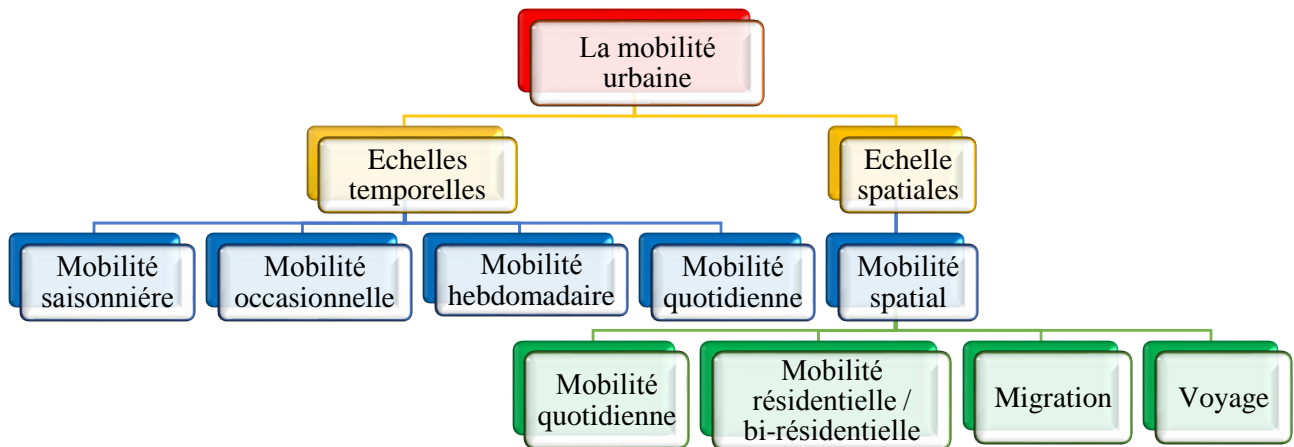 La mobilité
urbaine
Echelles
temporelles
Echelle
spatiales
Mobilité
saisonniére
Mobilité
occasionnelle
Mobilité
hebdomadaire
Mobilité
quotidienne
Mobilité
spatial
Mobilité
quotidienne
Mobilité
résidentielle /
bi-résidentielle
Migration
Voyage